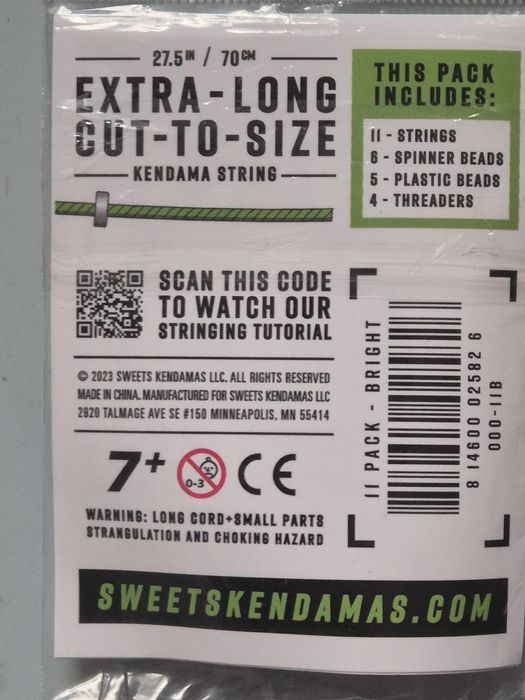 27.5 IN / 70 CM
EXTRA-LONG
CUT-TO-SIZE
KENDAMA STRING
THIS PACK
INCLUDES:
11 - STRINGS
6 - SPINNER BEADS
5 - PLASTIC BEADS
4 - THREADERS
SCAN THIS CODE
TO WATCH OUR
STRINGING TUTORIAL
© 2023 SWEETS KENDAMAS LLC. ALL RIGHTS RESERVED
MADE IN CHINA. MANUFACTURED FOR SWEETS KENDAMAS LLC
2920 TALMAGE AVE SE #150 MINNEAPOLIS, MN 55414
11 PACK - BRIGHT
8 14600 02582 6
000-11B
7+
0-3
CE
WARNING: LONG CORD+SMALL PARTS
STRANGULATION AND CHOKING HAZARD
SWEETSKENDAMAS.COM